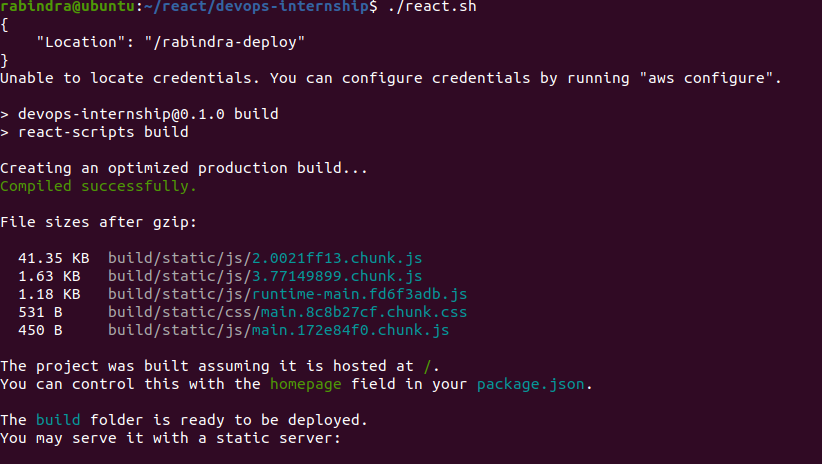 rabindra@ubuntu:~/react/devops-internship$ ./react.sh
{
    "Location": "/rabindra-deploy"
}
Unable to locate credentials. You can configure credentials by running "aws configure".
> devops-internship@0.1.0 build
> react-scripts build
Creating an optimized production build...
Compiled successfully.
File sizes after gzip:
  41.35 KB  build/static/js/2.0021ff13.chunk.js
  1.63 KB   build/static/js/3.77149899.chunk.js
  1.18 KB   build/static/js/runtime-main.fd6f3adb.js
  531 B     build/static/css/main.8c8b27cf.chunk.css
  450 B     build/static/js/main.172e84f0.chunk.js
The project was built assuming it is hosted at /.
You can control this with the homepage field in your package.json.
The build folder is ready to be deployed.
You may serve it with a static server: